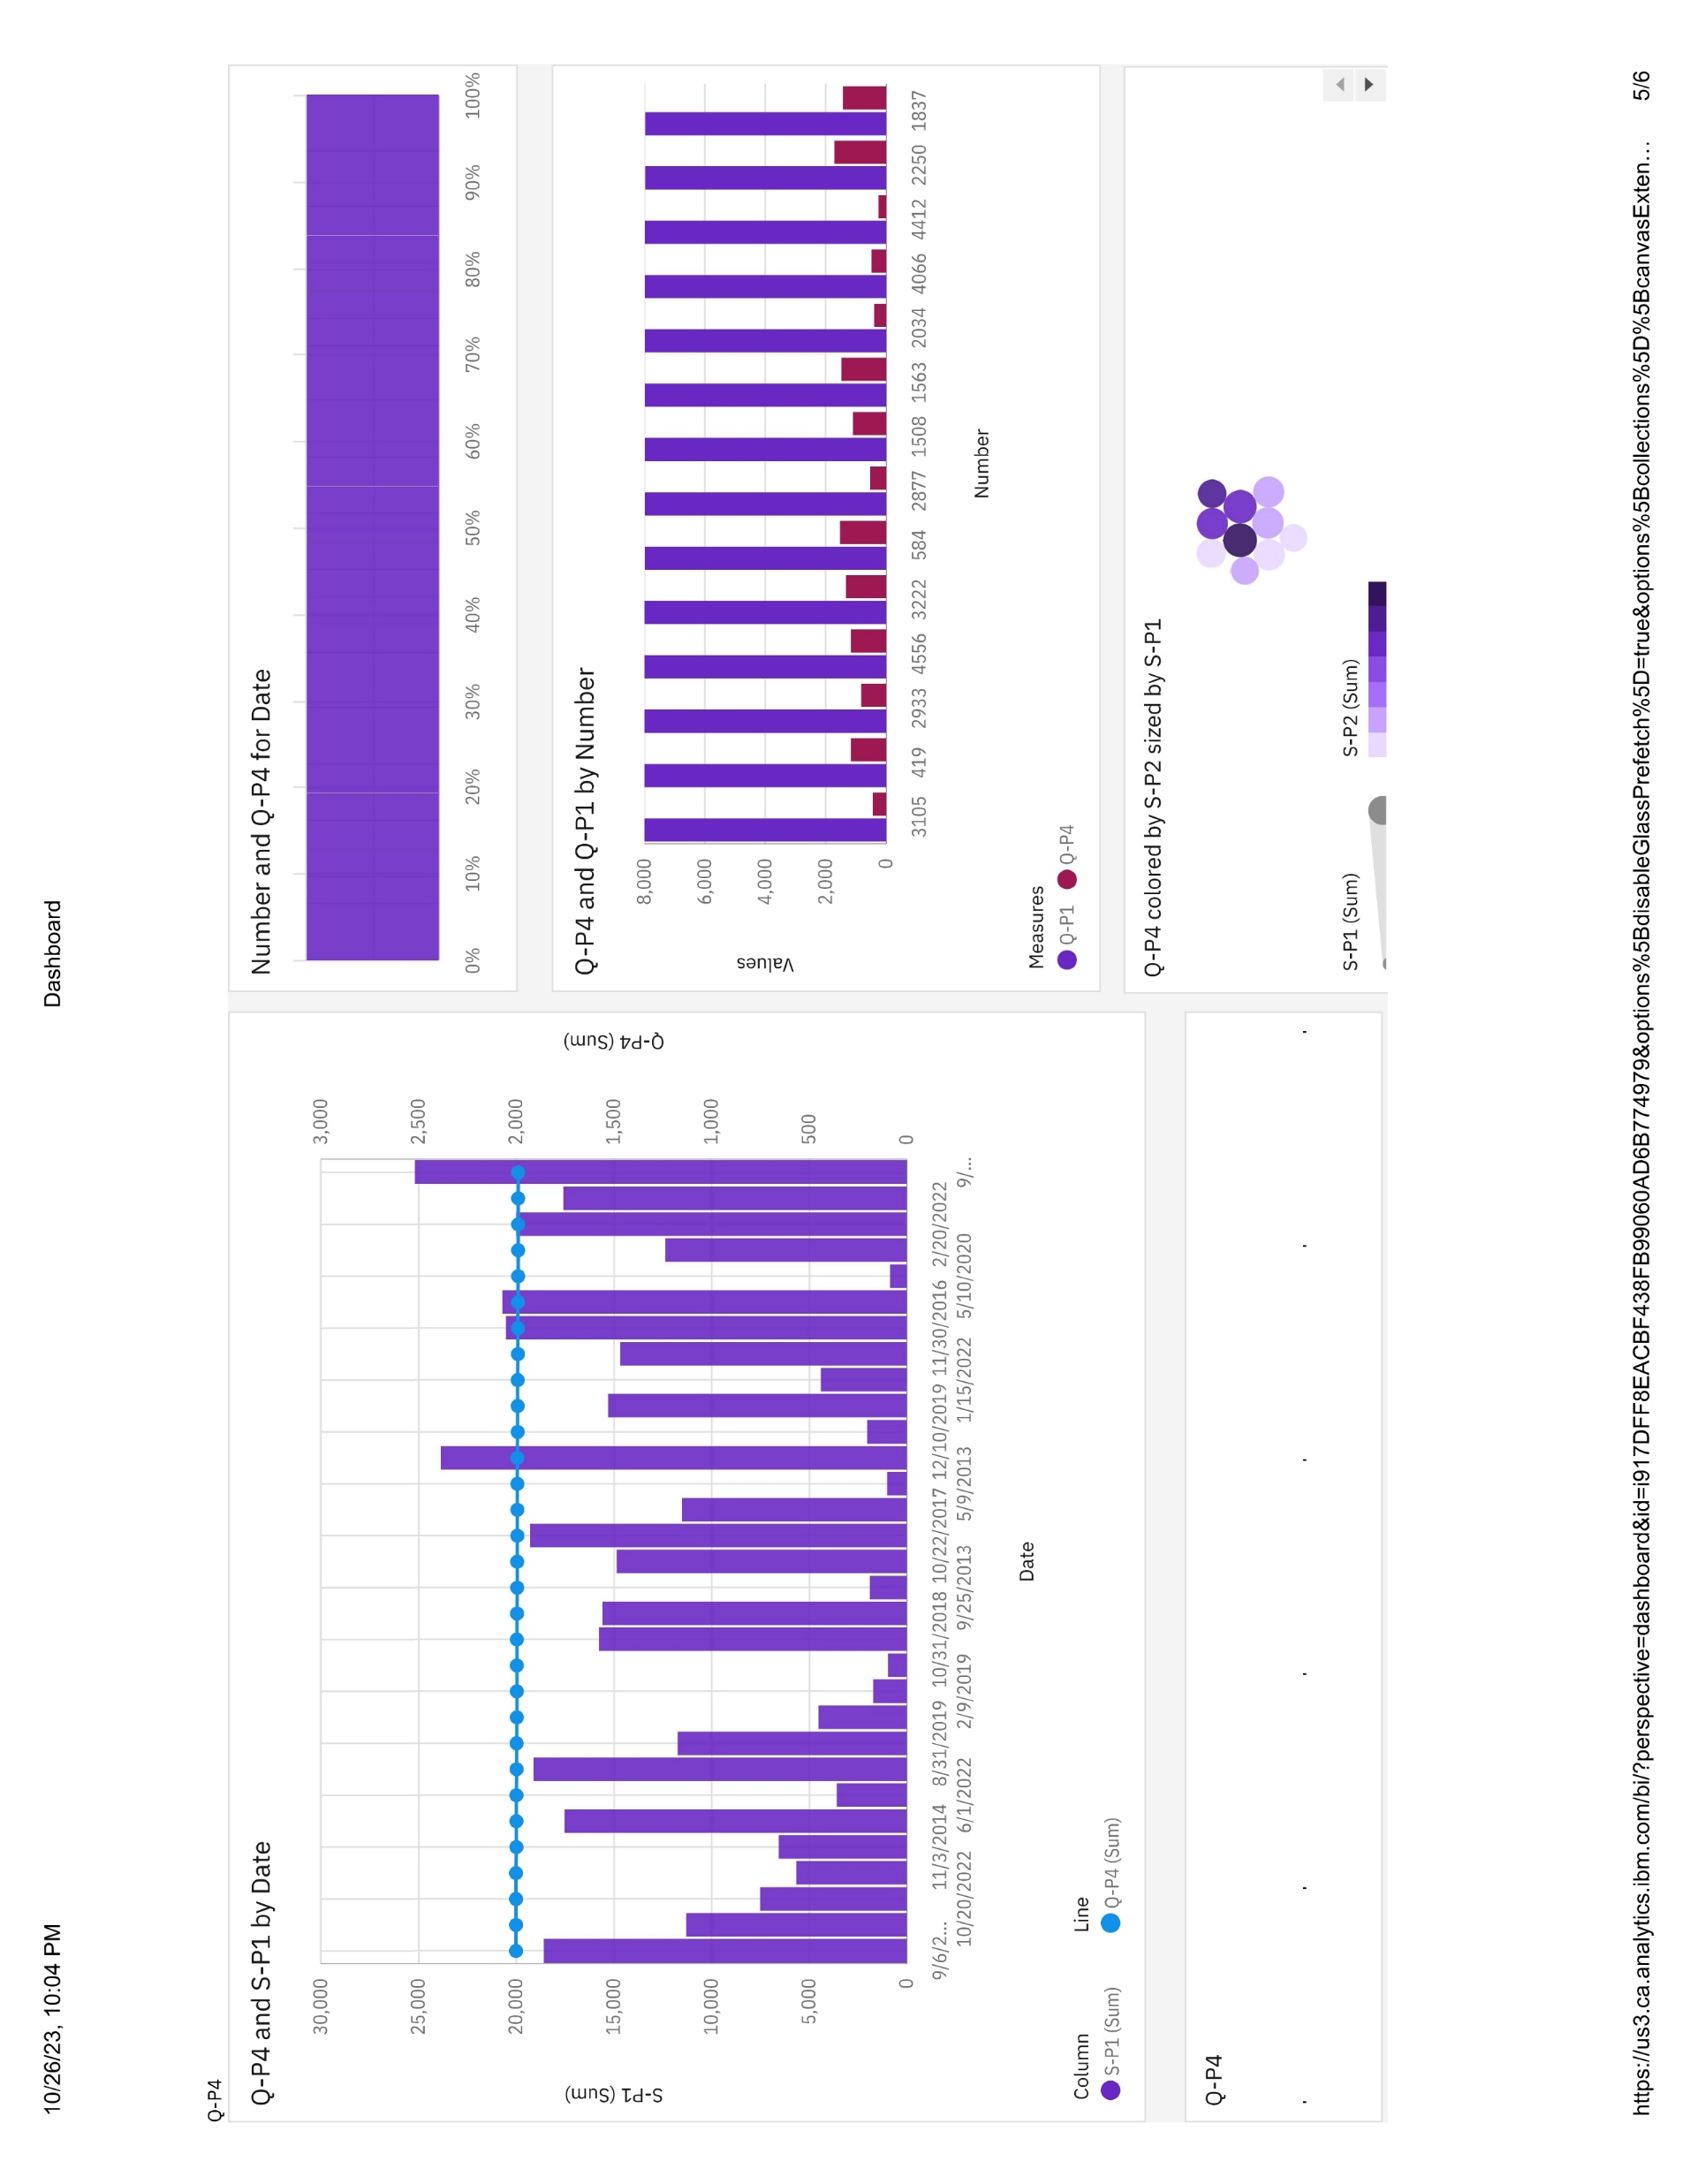 10/26/23, 10:04 PM
Dashboard
Q-P4
Q-P4 and S-P1 by Date
30,000
25,000
20,000
15,000
10,000
5,000
0
S-P1 (Sum)
3,000
2,500
2,000
1,500
1,000
500
0
Q-P4 (Sum)
9/6/2... 11/3/2014 8/31/2019 10/31/2018 10/22/2017 12/10/2019 11/30/2016 2/20/2022
10/20/2022 6/1/2022 2/9/2019 9/25/2013 5/9/2013 1/15/2022 5/10/2020 9/...
Date
Column
S-P1 (Sum)
Line
Q-P4 (Sum)
Q-P4
Number and Q-P4 for Date
0% 10% 20% 30% 40% 50% 60% 70% 80% 90% 100%
Q-P4 and Q-P1 by Number
8,000
6,000
4,000
2,000
0
Values
3105 419 2933 4556 3222 584 2877 1508 1563 2034 4066 4412 2250 1837
Number
Measures
Q-P1 Q-P4
Q-P4 colored by S-P2 sized by S-P1
S-P1 (Sum)
S-P2 (Sum)
https://us3.ca.analytics.ibm.com/bi/?perspective=dashboard&id=i917DFF8EACBF438FB99060AD6B774979&options%5BdisableGlassPrefetch%5D=true&options%5Bcollections%5D%5BcanvasExten…
5/6